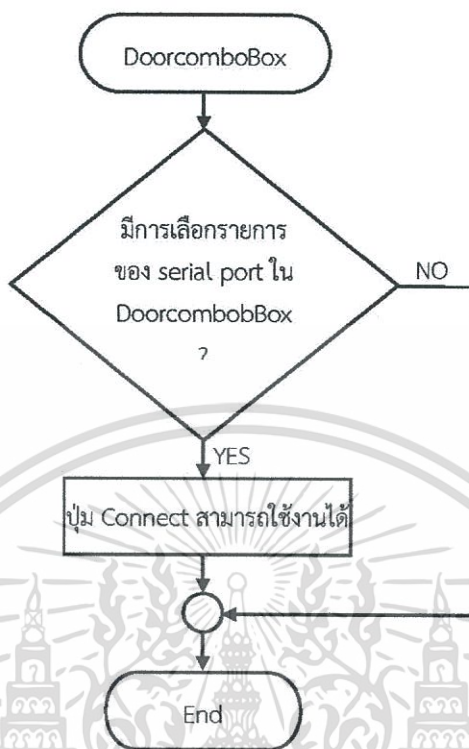 DoorcomboBox
มีการเลือกรายการ
ของ serial port ใน
DoorcombobBox
?
NO
YES
ปุ่ม Connect สามารถใช้งานได้
End